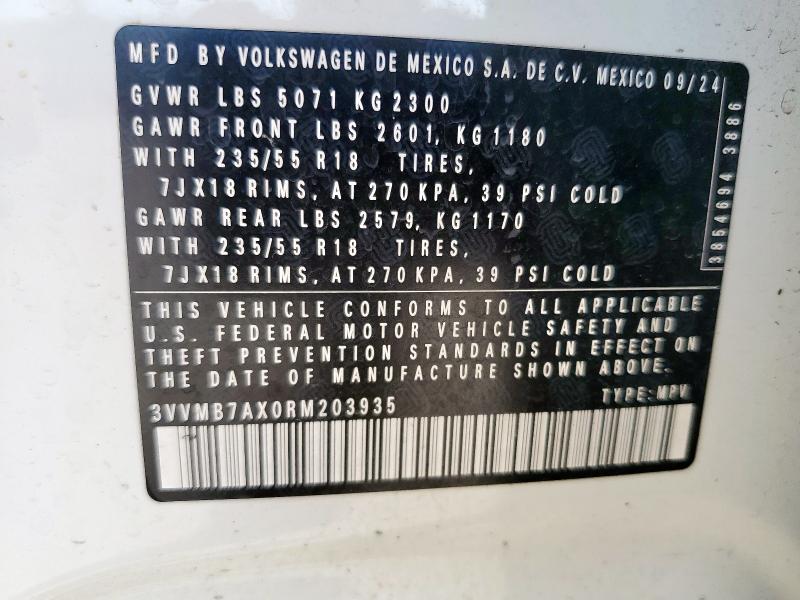 MFD BY VOLKSWAGEN DE MEXICO S.A. DE C.V. MEXICO 09/24
GVWR LBS 5071 KG 2300
GAWR FRONT LBS 2601, KG 1180
WITH 235/55 R18 TIRES,
7JX18 RIMS, AT 270 KPA, 39 PSI COLD
GAWR REAR LBS 2579, KG 1170
WITH 235/55 R18 TIRES,
7JX18 RIMS, AT 270 KPA, 39 PSI COLD
3854694 3886
THIS VEHICLE CONFORMS TO ALL APPLICABLE
U.S. FEDERAL MOTOR VEHICLE SAFETY AND
THEFT PREVENTION STANDARDS IN EFFECT ON
THE DATE OF MANUFACTURE SHOWN ABOVE.
3VVMB7AX0RM203935 TYPE: MPV